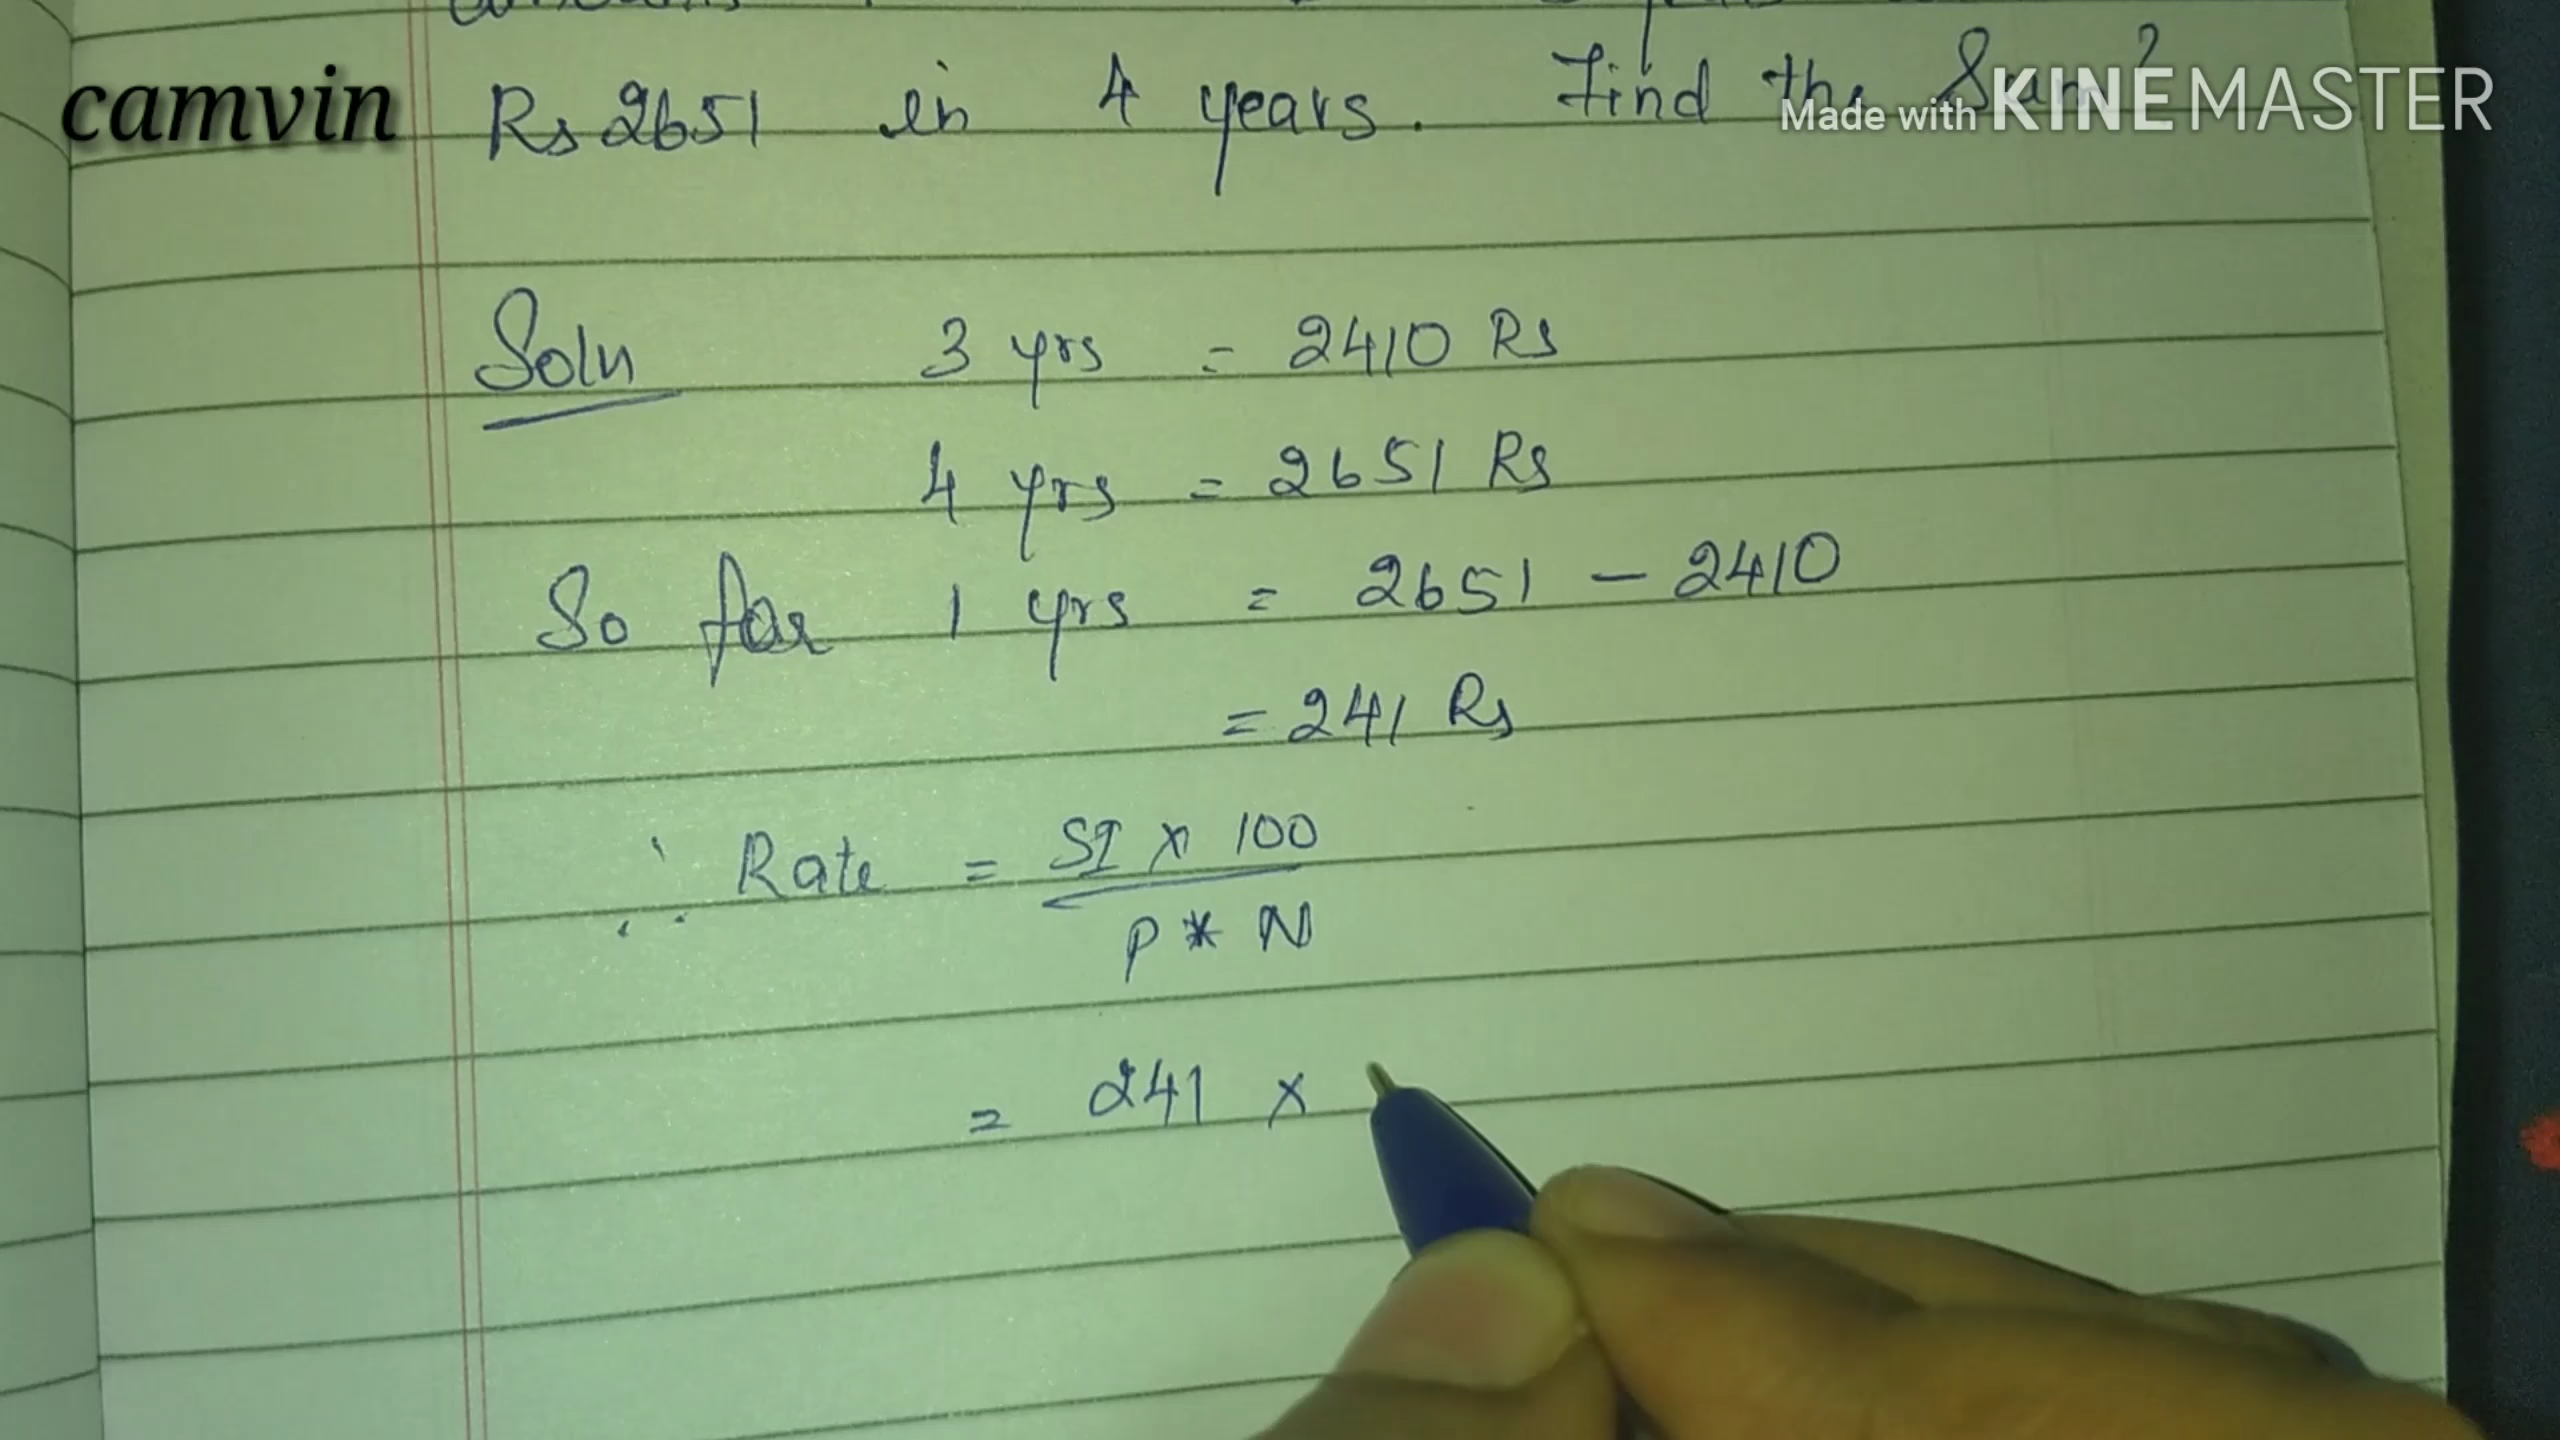 camvin
Made with KINEMASTER
Rs 2651 in 4 years. Find the Sum?
Soln 3 yrs = 2410 Rs
4 yrs = 2651 Rs
So for 1 yrs = 2651 - 2410
= 241 Rs
∴ Rate = SI x 100
P * N
= 241 x